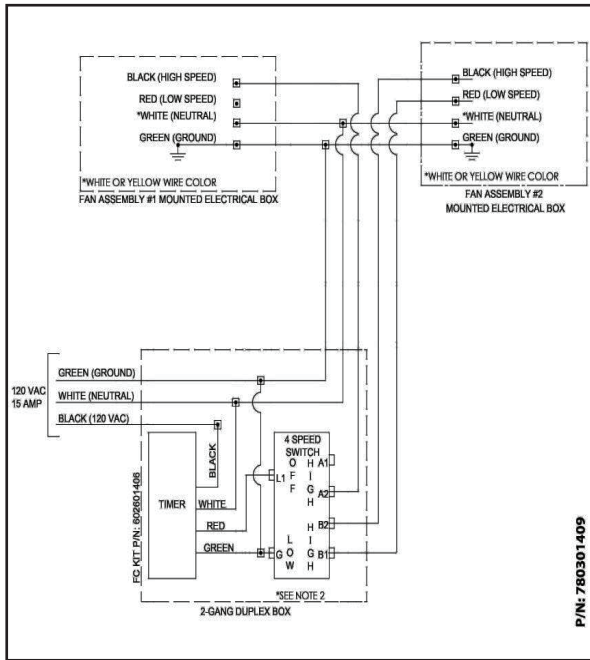 BLACK (HIGH SPEED)
RED (LOW SPEED)
*WHITE (NEUTRAL)
GREEN (GROUND)
*WHITE OR YELLOW WIRE COLOR
FAN ASSEMBLY #1 MOUNTED ELECTRICAL BOX
BLACK (HIGH SPEED)
RED (LOW SPEED)
*WHITE (NEUTRAL)
GREEN (GROUND)
*WHITE OR YELLOW WIRE COLOR
FAN ASSEMBLY #2
MOUNTED ELECTRICAL BOX
120 VAC
15 AMP
GREEN (GROUND)
WHITE (NEUTRAL)
BLACK (120 VAC)
FC KIT P/N: 602601406
TIMER
BLACK
WHITE
RED
GREEN
4 SPEED
SWITCH
OFF
HIGH
A1
L1
A2
LOW
HIGH
B2
G
B1
*SEE NOTE 2
2-GANG DUPLEX BOX
P/N: 780301409